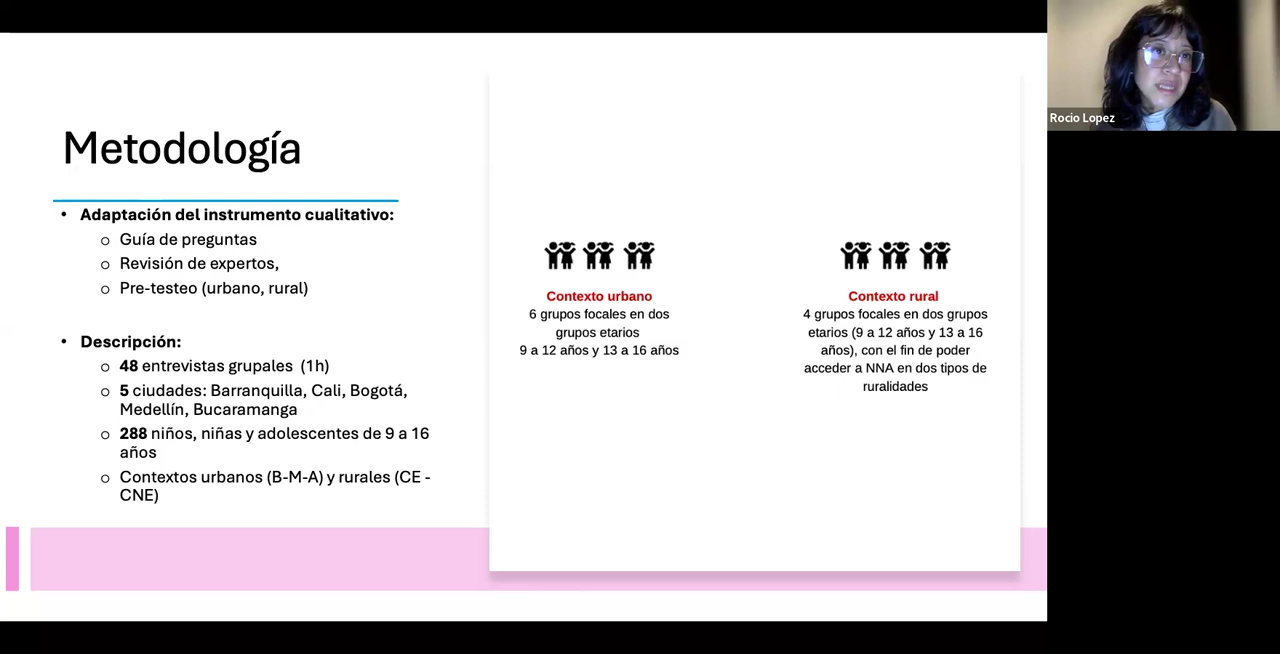 Metodología
• Adaptación del instrumento cualitativo:
o Guía de preguntas
o Revisión de expertos,
o Pre-testeo (urbano, rural)
• Descripción:
o 48 entrevistas grupales (1h)
o 5 ciudades: Barranquilla, Cali, Bogotá,
Medellín, Bucaramanga
o 288 niños, niñas y adolescentes de 9 a 16
años
o Contextos urbanos (B-M-A) y rurales (CE -
CNE)
Contexto urbano
6 grupos focales en dos
grupos etarios
9 a 12 años y 13 a 16 años
Contexto rural
4 grupos focales en dos grupos
etarios (9 a 12 años y 13 a 16
años), con el fin de poder
acceder a NNA en dos tipos de
ruralidades
Rocio Lopez